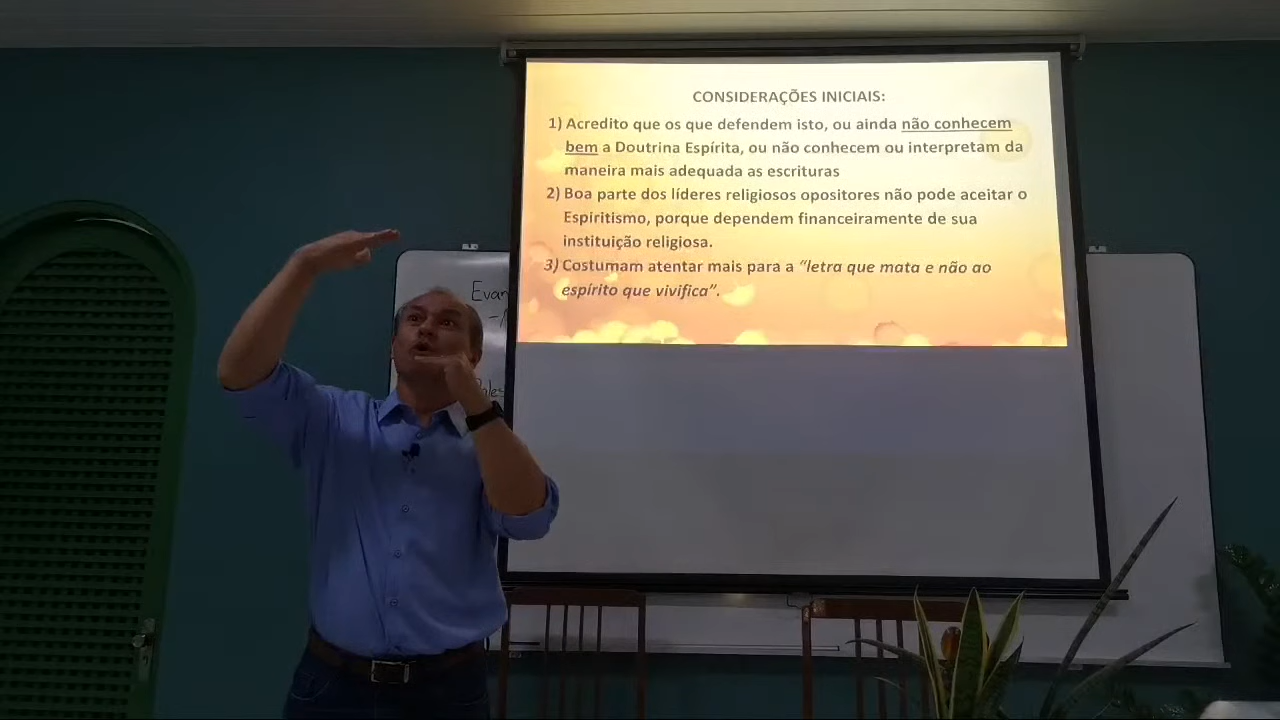 CONSIDERAÇÕES INICIAIS:
1) Acredito que os que defendem isto, ou ainda não conhecem
bem a Doutrina Espírita, ou não conhecem ou interpretam da
maneira mais adequada as escrituras
2) Boa parte dos líderes religiosos opositores não pode aceitar o
Espiritismo, porque dependem financeiramente de sua
instituição religiosa.
3) Costumam atentar mais para a “letra que mata e não ao
espírito que vivifica”.
Evan
Pales